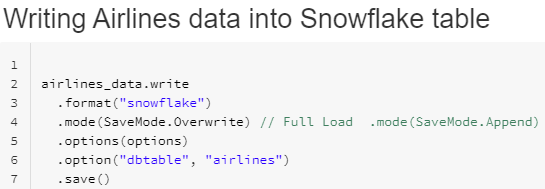 Writing Airlines data into Snowflake table
1
2 airlines_data.write
3 .format("snowflake")
4 .mode(SaveMode.Overwrite) // Full Load .mode(SaveMode.Append)
5 .options(options)
6 .option("dbtable", "airlines")
7 .save()